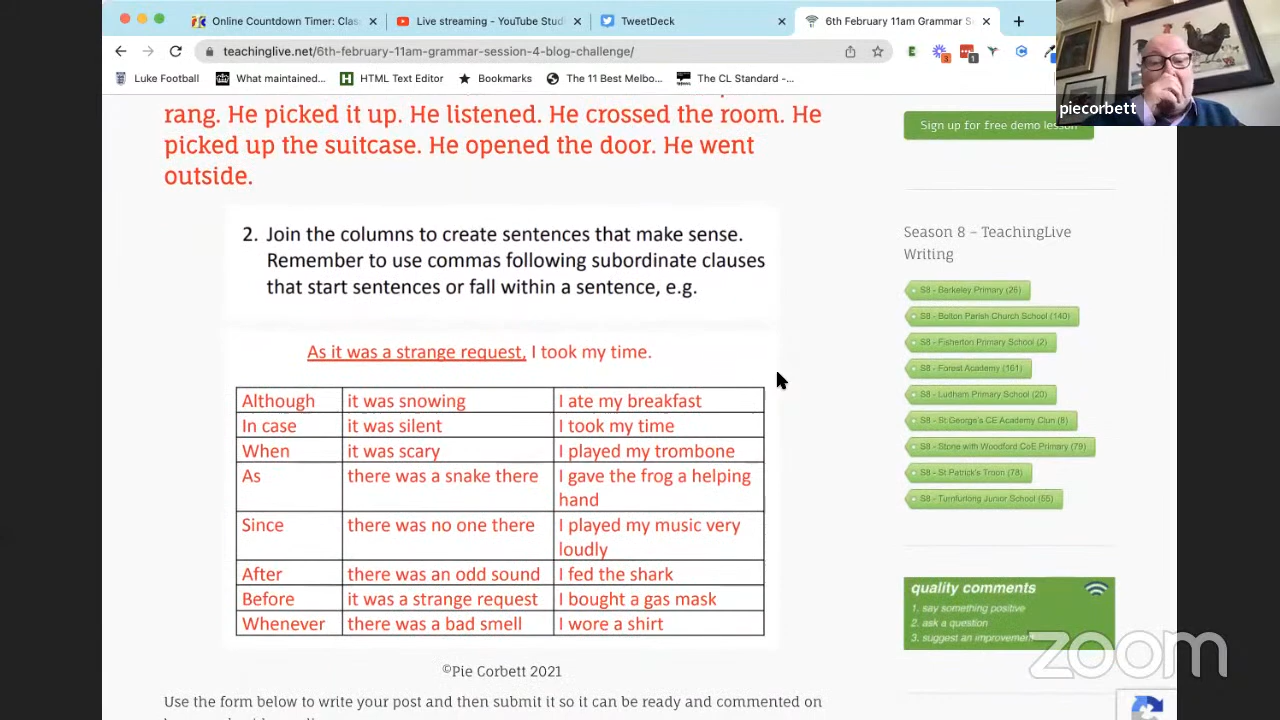 Online Countdown Timer: Clas
Live streaming - YouTube Stud
TweetDeck
6th February 11am Grammar S
teachinglive.net/6th-february-11am-grammar-session-4-blog-challenge/
Luke Football
What maintained...
HTML Text Editor
Bookmarks
The 11 Best Melbo...
The CL Standard -...
piecorbett
rang. He picked it up. He listened. He crossed the room. He
picked up the suitcase. He opened the door. He went
outside.
2. Join the columns to create sentences that make sense.
Remember to use commas following subordinate clauses
that start sentences or fall within a sentence, e.g.
As it was a strange request, I took my time.
Although it was snowing I ate my breakfast
In case it was silent I took my time
When it was scary I played my trombone
As there was a snake there I gave the frog a helping
hand
Since there was no one there I played my music very
loudly
After there was an odd sound I fed the shark
Before it was a strange request I bought a gas mask
Whenever there was a bad smell I wore a shirt
©Pie Corbett 2021
Use the form below to write your post and then submit it so it can be ready and commented on
Sign up for free demo lesson
Season 8 – TeachingLive
Writing
S8 - Berkeley Primary (26)
S8 - Bolton Parish Church School (140)
S8 - Fisherton Primary School (2)
S8 - Forest Academy (161)
S8 - Ludham Primary School (20)
S8 - St George's CE Academy Clun (8)
S8 - Stone with Woodford CoE Primary (79)
S8 - St Patrick's Troon (78)
S8 - Turnfurlong Junior School (55)
quality comments
1. say something positive
2. ask a question
3. suggest an improvement
zoom